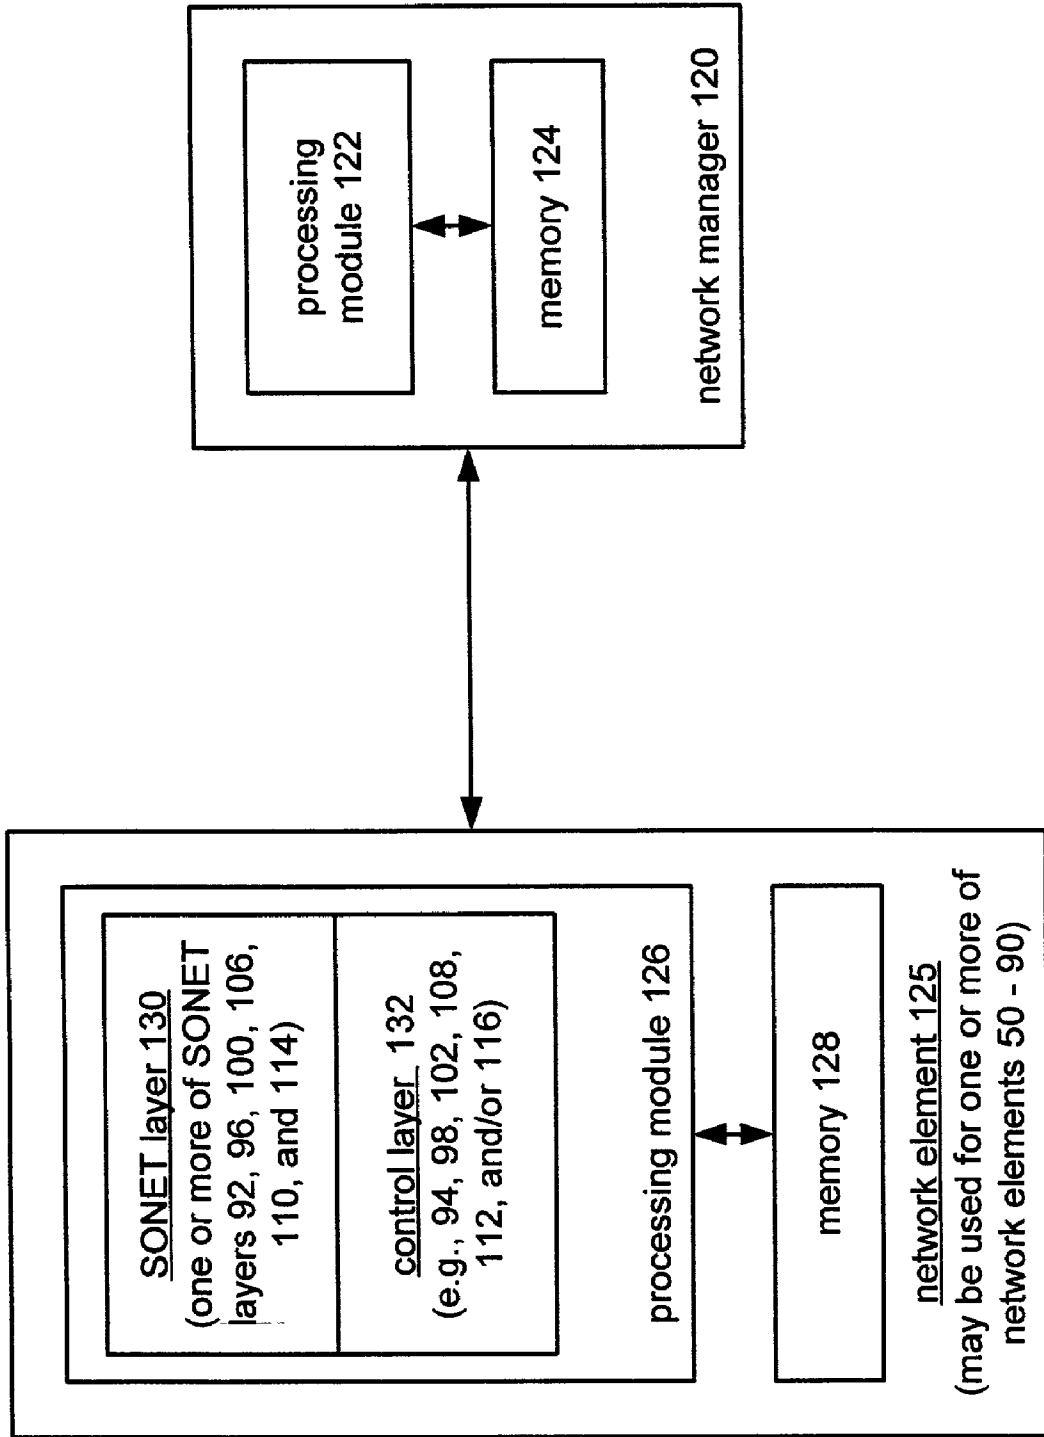 SONET layer 130
(one or more of SONET
layers 92, 96, 100, 106,
110, and 114)
control layer 132
(e.g., 94, 98, 102, 108,
112, and/or 116)
processing module 126
memory 128
network element 125
(may be used for one or more of
network elements 50 - 90)
processing
module 122
memory 124
network manager 120